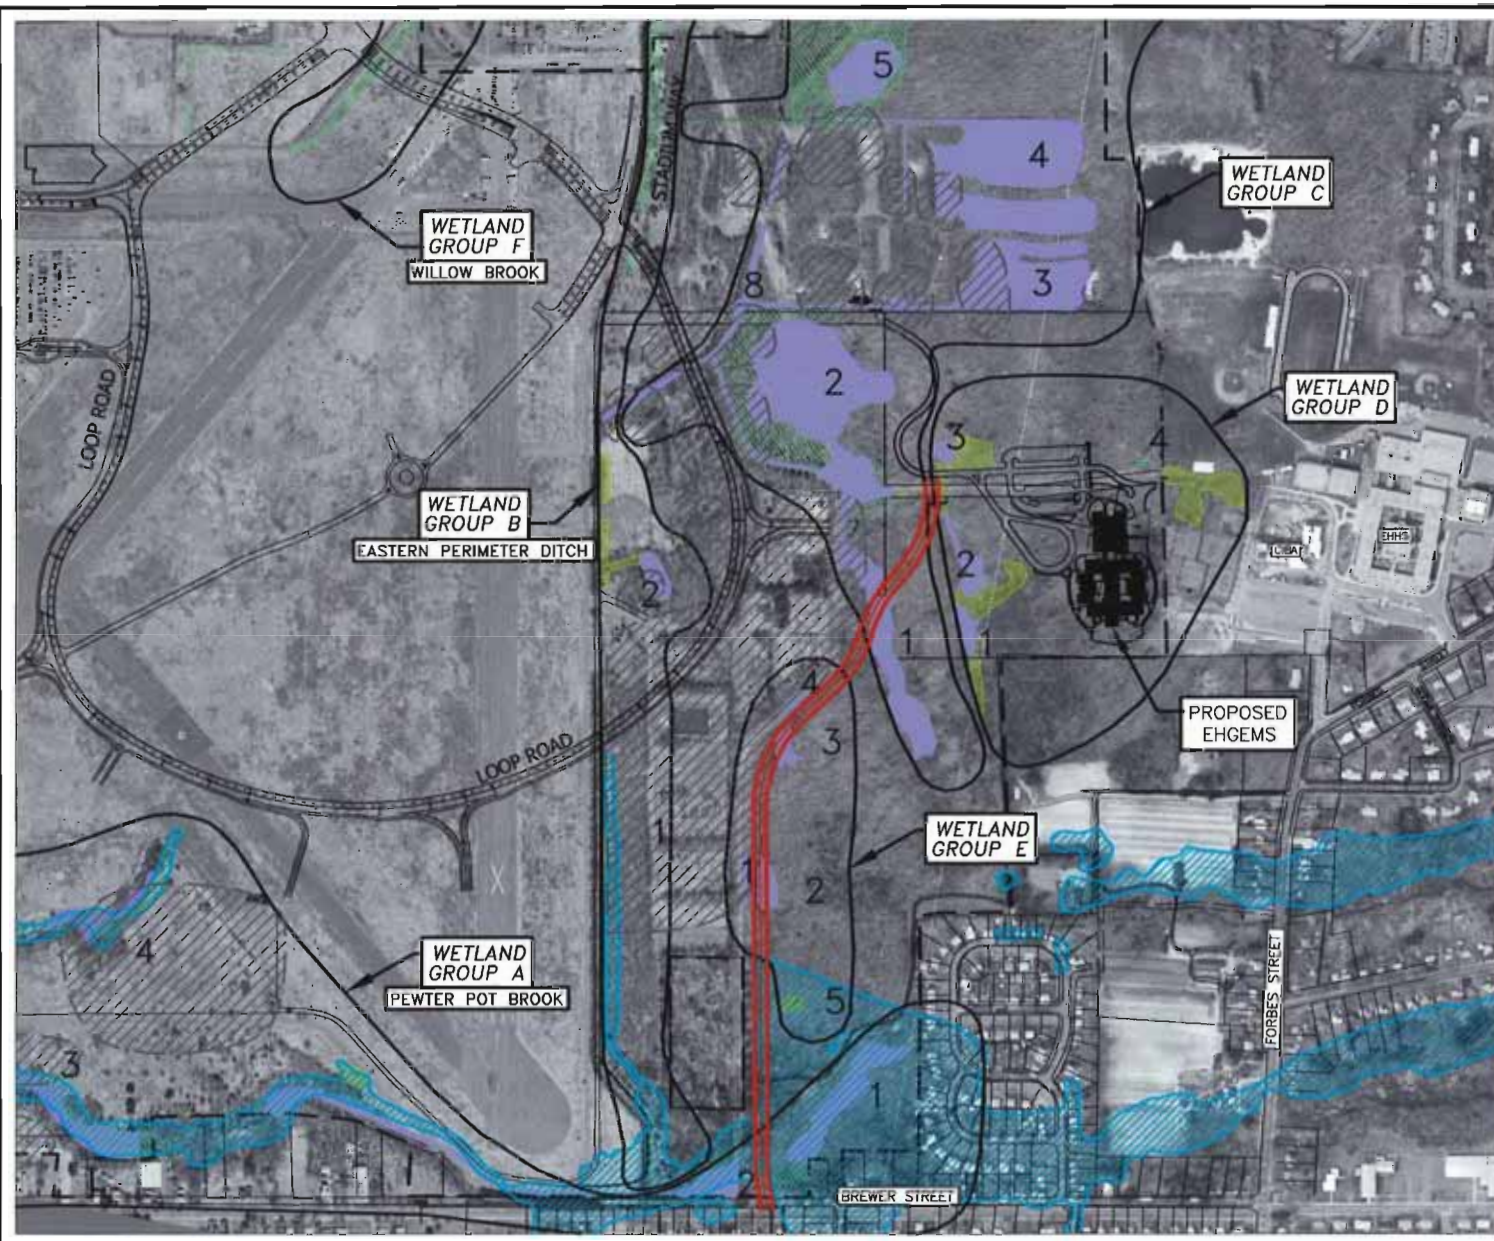 5
STADIUM WAY
4
WETLAND
GROUP C
WETLAND
GROUP F
WILLOW BROOK
8
3
LOOP ROAD
2
WETLAND
GROUP D
3
4
WETLAND
GROUP B
EASTERN PERIMETER DITCH
CIBA
EHHS
2
2
1
1
4
PROPOSED
EHGEMS
3
LOOP ROAD
1
WETLAND
GROUP E
1
2
X
4
WETLAND
GROUP A
PEWTER POT BROOK
5
FORBES STREET
3
1
2
BREWER STREET